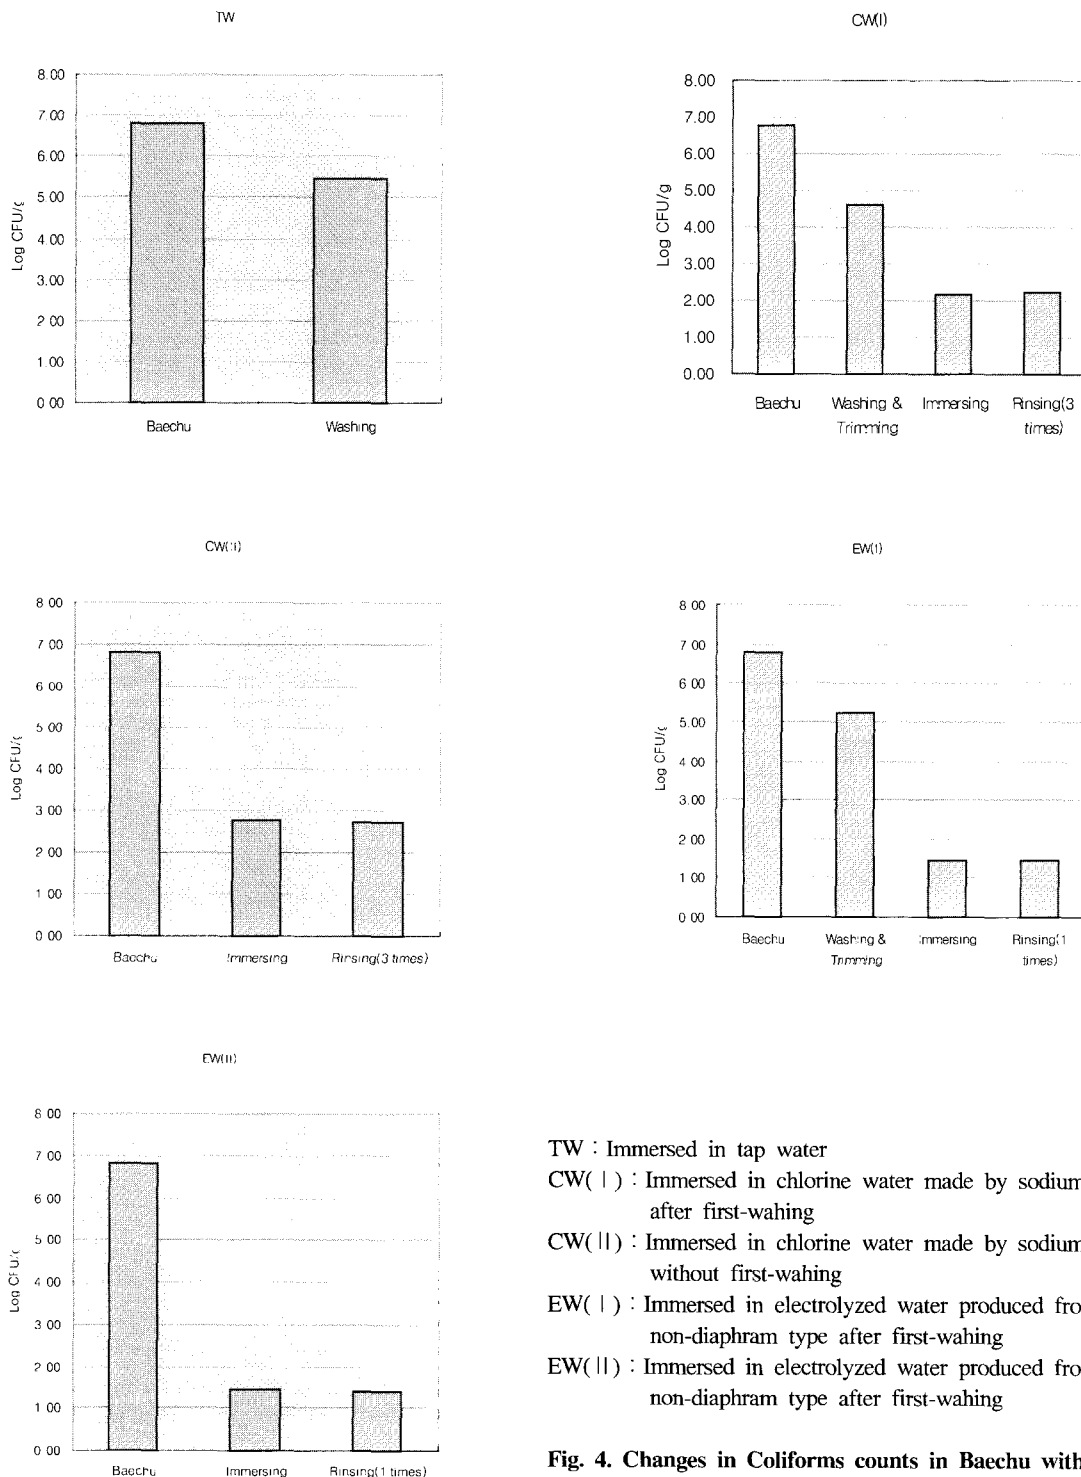 TW
8.00
7.00
6.00
5.00
4.00
3.00
2 00
1.00
0 00
Log CFU/g
Baechu
Washing
CW(I)
8.00
7.00
6.00
5.00
4.00
3.00
2.00
1.00
0.00
Log CFU/g
Baechu
Washing &
Trimming
Immersing
Rinsing(3
times)
CW(II)
8 00
7 00
6 00
5 00
4 00
3 00
2 00
1 00
0 00
Log CFU/g
Baechu
Immersing
Rinsing(3 times)
EW(I)
8 00
7.00
6 00
5.00
4 00
3.00
2 00
1 00
0 00
Log CFU/g
Baechu
Washing &
Trimming
Immersing
Rinsing(1
times)
EW(II)
8 00
7 00
6 00
5 00
4 00
3 00
2 00
1 00
0 00
Log CFU/g
Baechu
Immersing
Rinsing(1 times)
TW : Immersed in tap water
CW(Ⅰ) : Immersed in chlorine water made by sodium
after first-wahing
CW(Ⅱ) : Immersed in chlorine water made by sodium
without first-wahing
EW(Ⅰ) : Immersed in electrolyzed water produced fro
non-diaphram type after first-wahing
EW(Ⅱ) : Immersed in electrolyzed water produced fro
non-diaphram type after first-wahing
Fig. 4. Changes in Coliforms counts in Baechu with